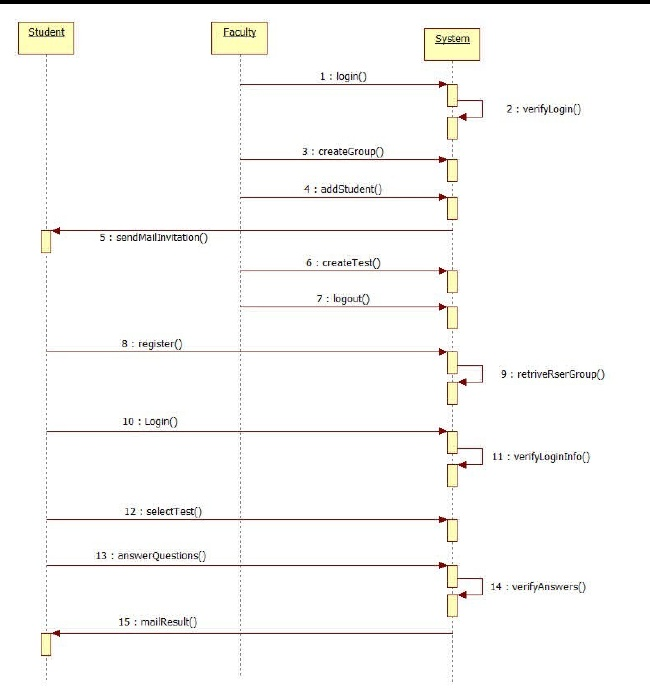 Student
Faculty
System
1 : login()
2 : verifyLogin()
3 : createGroup()
4 : addStudent()
5 : sendMailInvitation()
6 : createTest()
7 : logout()
8 : register()
9 : retriveRserGroup()
10 : Login()
11 : verifyLoginInfo()
12 : selectTest()
13 : answerQuestions()
14 : verifyAnswers()
15 : mailResult()